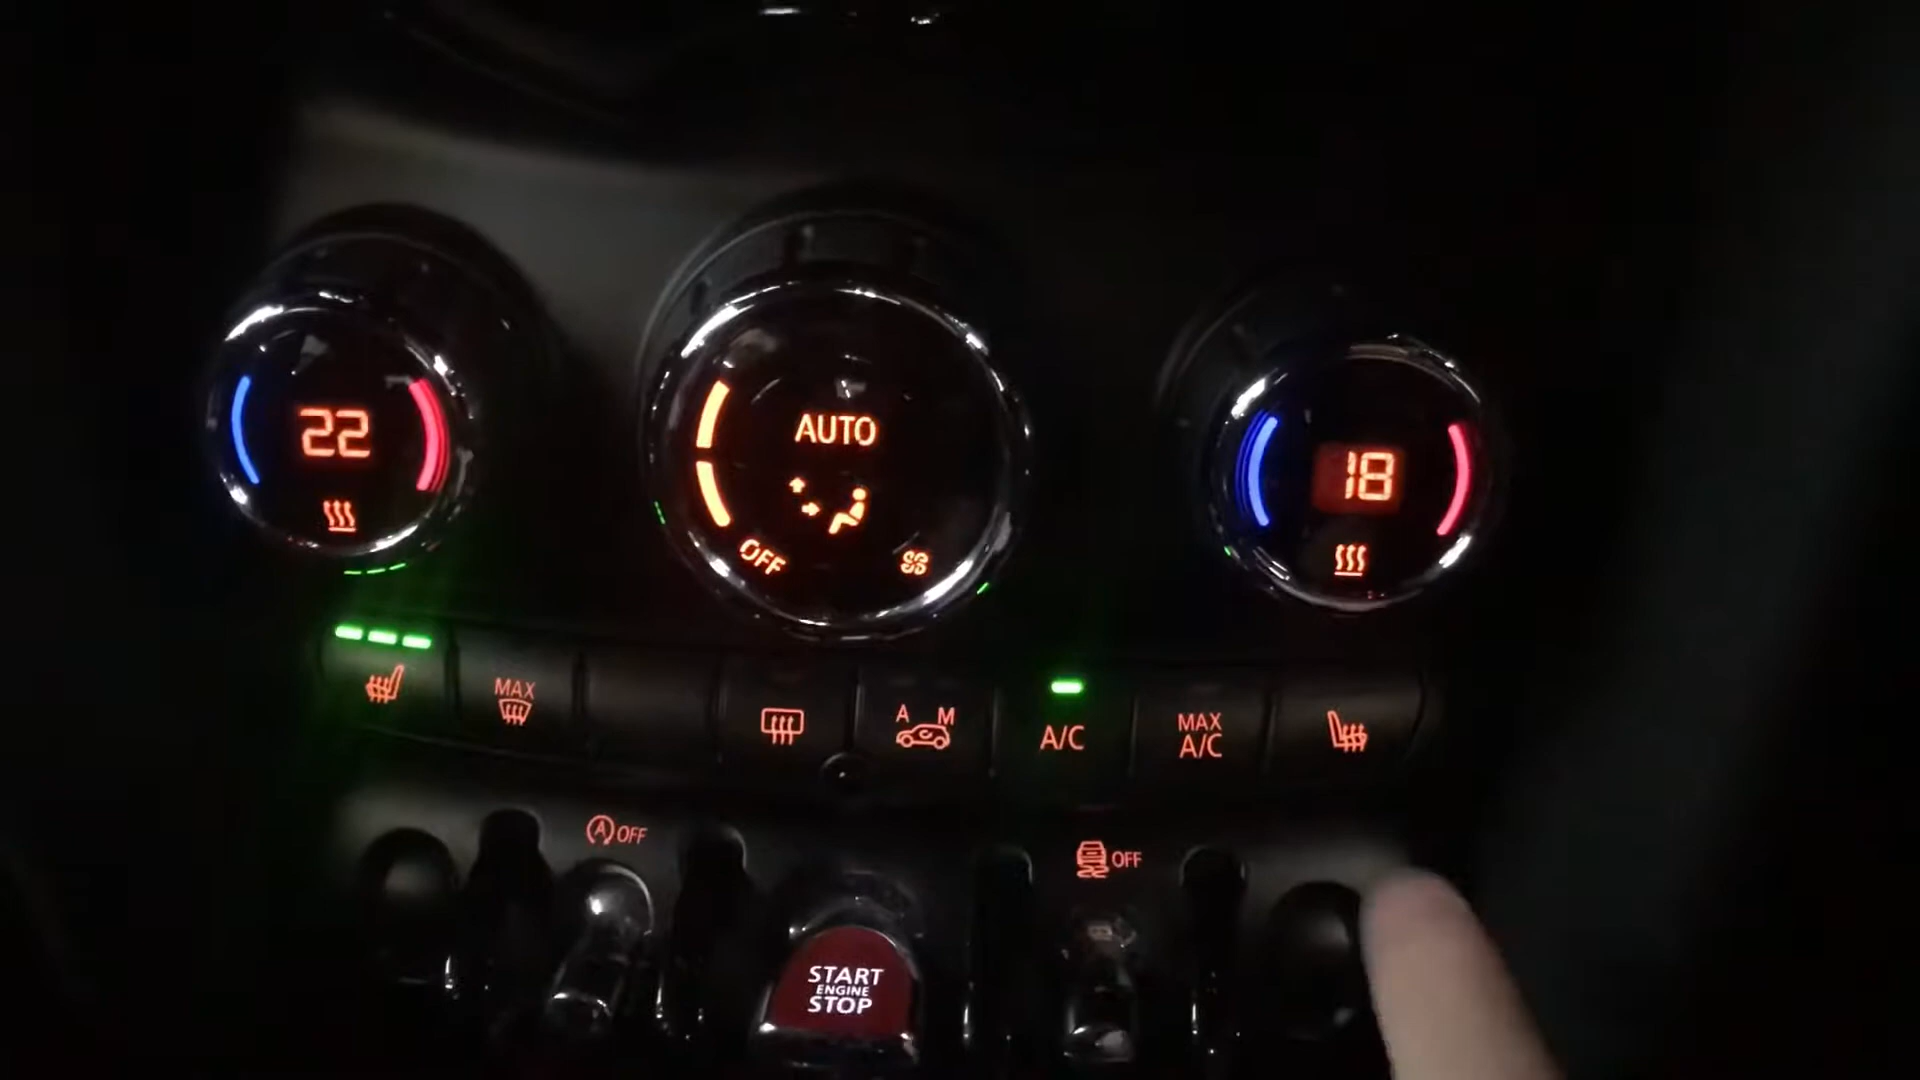 22
AUTO
OFF
18
MAX
A M
A/C
MAX
A/C
A OFF
OFF
START
ENGINE
STOP